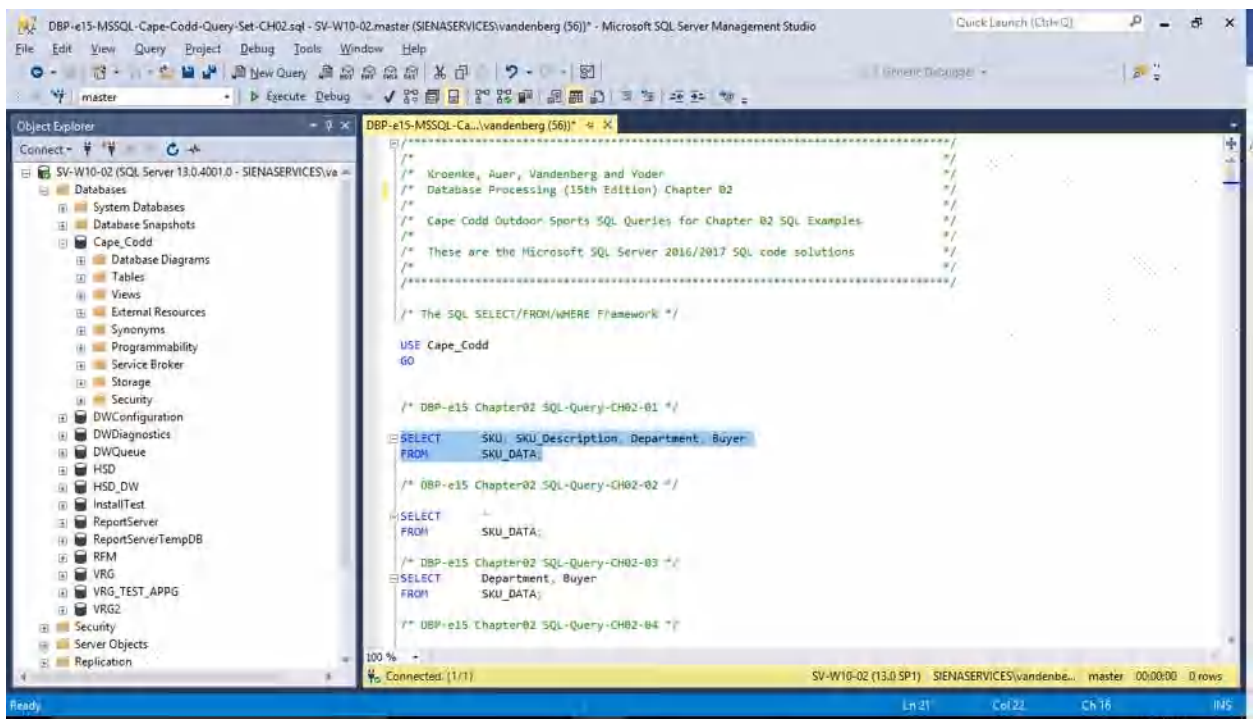 DBP-e15-MSSQL-Cape-Codd-Query-Set-CH02.sql - SV-W10-02.master (SIENASERVICES\vandenberg (56))* - Microsoft SQL Server Management Studio
Quick Launch (Ctrl+Q)
File Edit View Query Project Debug Tools Window Help
New Query
Generic Debugger
master
Execute Debug
Object Explorer
Connect
SV-W10-02 (SQL Server 13.0.4001.0 - SIENASERVICES\va
Databases
System Databases
Database Snapshots
Cape_Codd
Database Diagrams
Tables
Views
External Resources
Synonyms
Programmability
Service Broker
Storage
Security
DWConfiguration
DWDiagnostics
DWQueue
HSD
HSD_DW
InstallTest
ReportServer
ReportServerTempDB
RFM
VRG
VRG_TEST_APPG
VRG2
Security
Server Objects
Replication
DBP-e15-MSSQL-Ca...\vandenberg (56))*
/* */
/* Kroenke, Auer, Vandenberg and Yoder */
/* Database Processing (15th Edition) Chapter 02 */
/* */
/* Cape Codd Outdoor Sports SQL Queries for Chapter 02 SQL Examples */
/* */
/* These are the Microsoft SQL Server 2016/2017 SQL code solutions */
/* */
/* The SQL SELECT/FROM/WHERE Framework */
USE Cape_Codd
GO
/* DBP-e15 Chapter02 SQL-Query-CH02-01 */
SELECT SKU, SKU_Description, Department, Buyer
FROM SKU_DATA;
/* DBP-e15 Chapter02 SQL-Query-CH02-02 */
SELECT *
FROM SKU_DATA;
/* DBP-e15 Chapter02 SQL-Query-CH02-03 */
SELECT Department, Buyer
FROM SKU_DATA;
/* DBP-e15 Chapter02 SQL-Query-CH02-04 */
100 %
Connected. (1/1)
SV-W10-02 (13.0 SP1) SIENASERVICES\vandenbe... master 00:00:00 0 rows
Ready
Ln 21 Col 22 Ch 16 INS